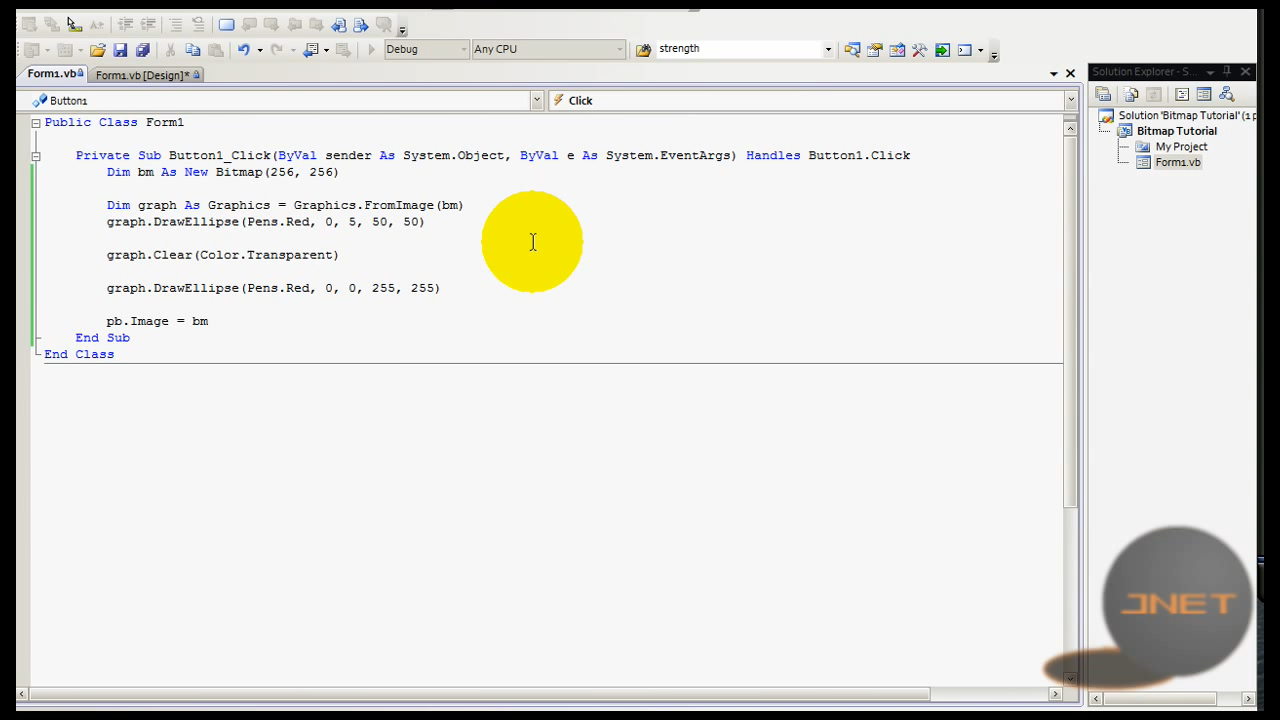 Debug
Any CPU
strength
Form1.vb
Form1.vb [Design]*
Solution Explorer - S...
Button1
Click
Solution 'Bitmap Tutorial' (1 p
Bitmap Tutorial
My Project
Form1.vb
Public Class Form1
Private Sub Button1_Click(ByVal sender As System.Object, ByVal e As System.EventArgs) Handles Button1.Click
Dim bm As New Bitmap(256, 256)
Dim graph As Graphics = Graphics.FromImage(bm)
graph.DrawEllipse(Pens.Red, 0, 5, 50, 50)
graph.Clear(Color.Transparent)
graph.DrawEllipse(Pens.Red, 0, 0, 255, 255)
pb.Image = bm
End Sub
End Class
JNET